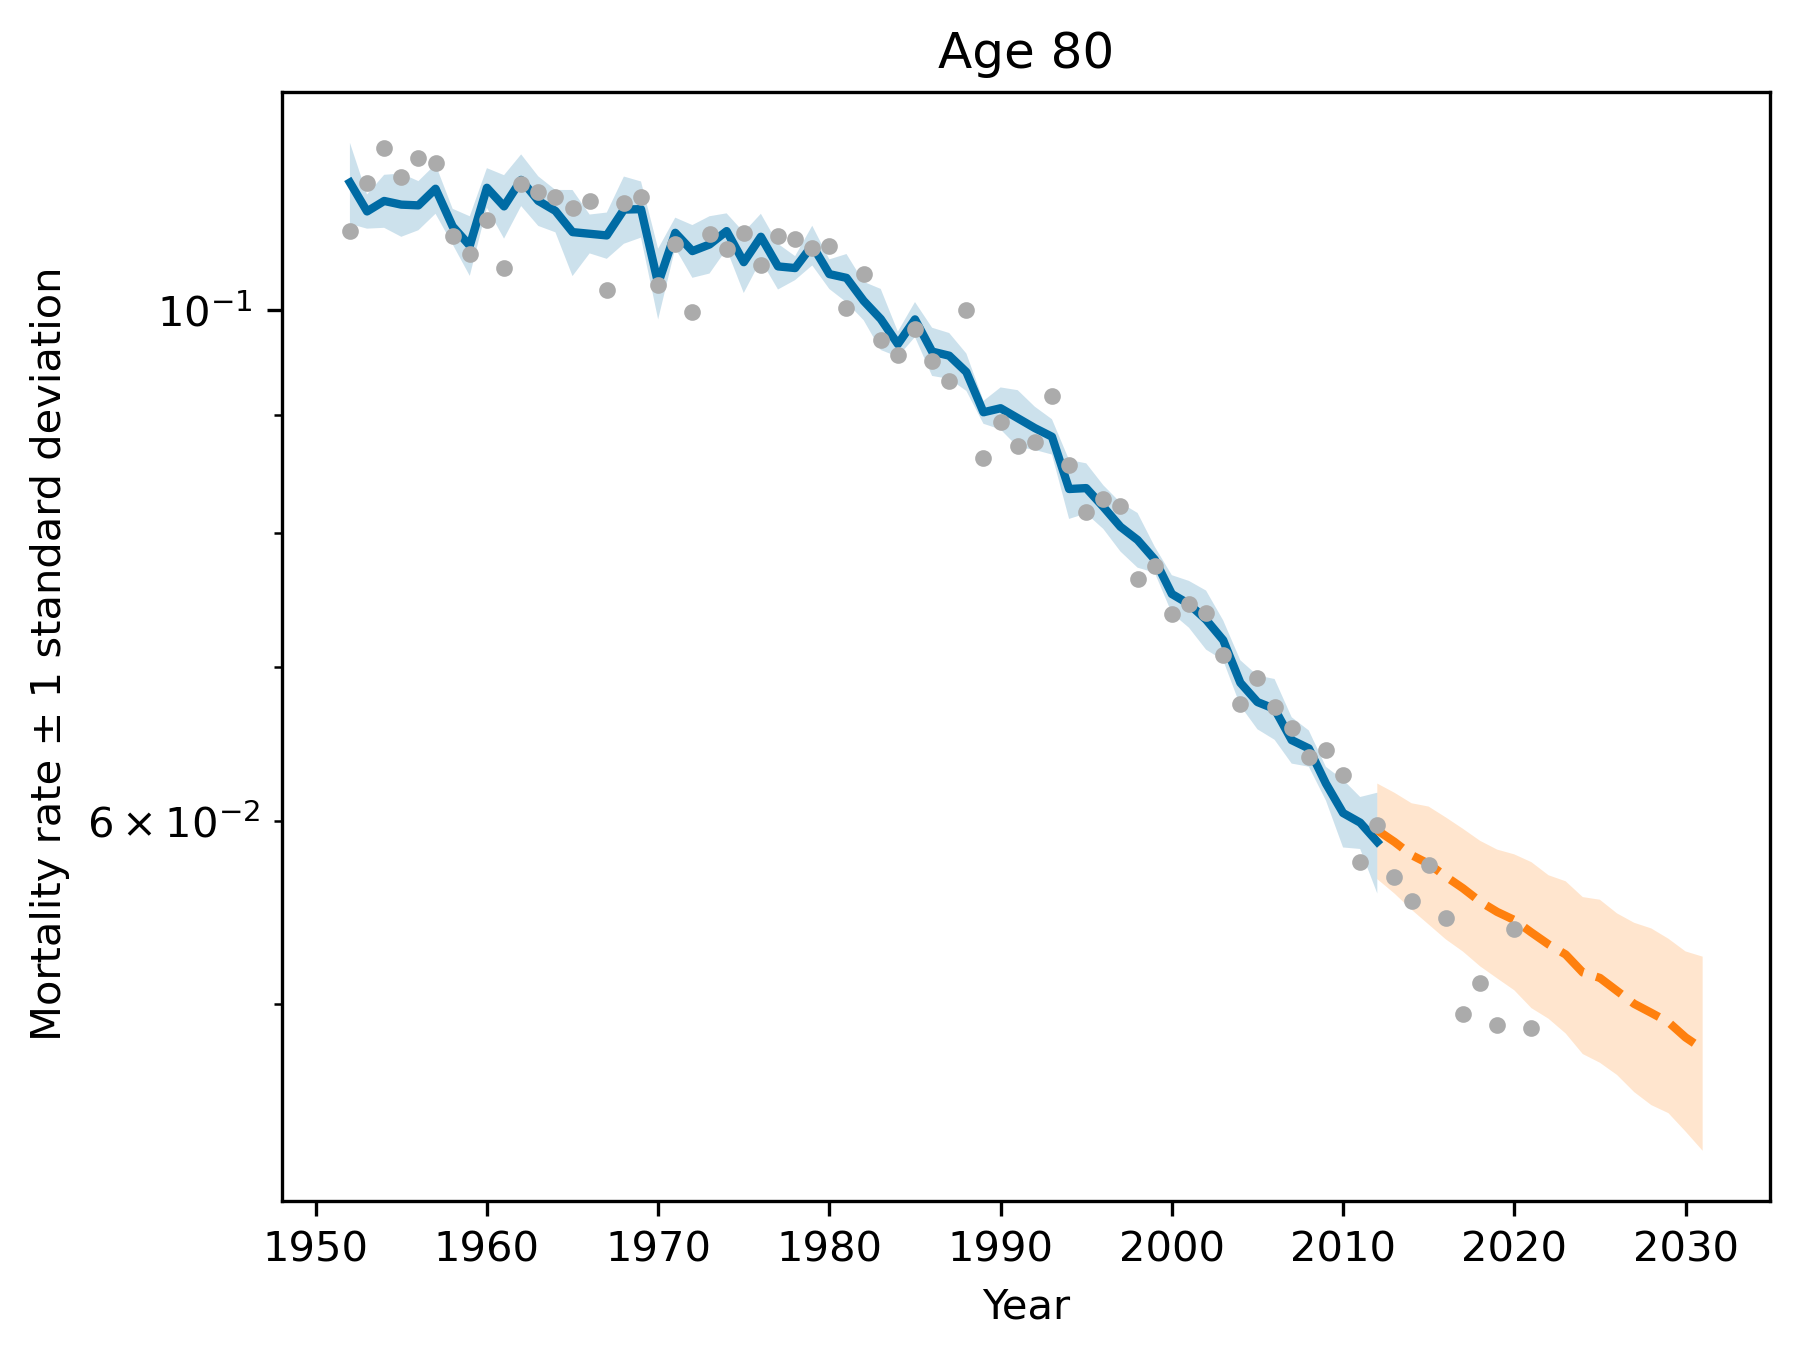 Age 80
Mortality rate ± 1 standard deviation
10⁻¹
6 × 10⁻²
1950 1960 1970 1980 1990 2000 2010 2020 2030
Year